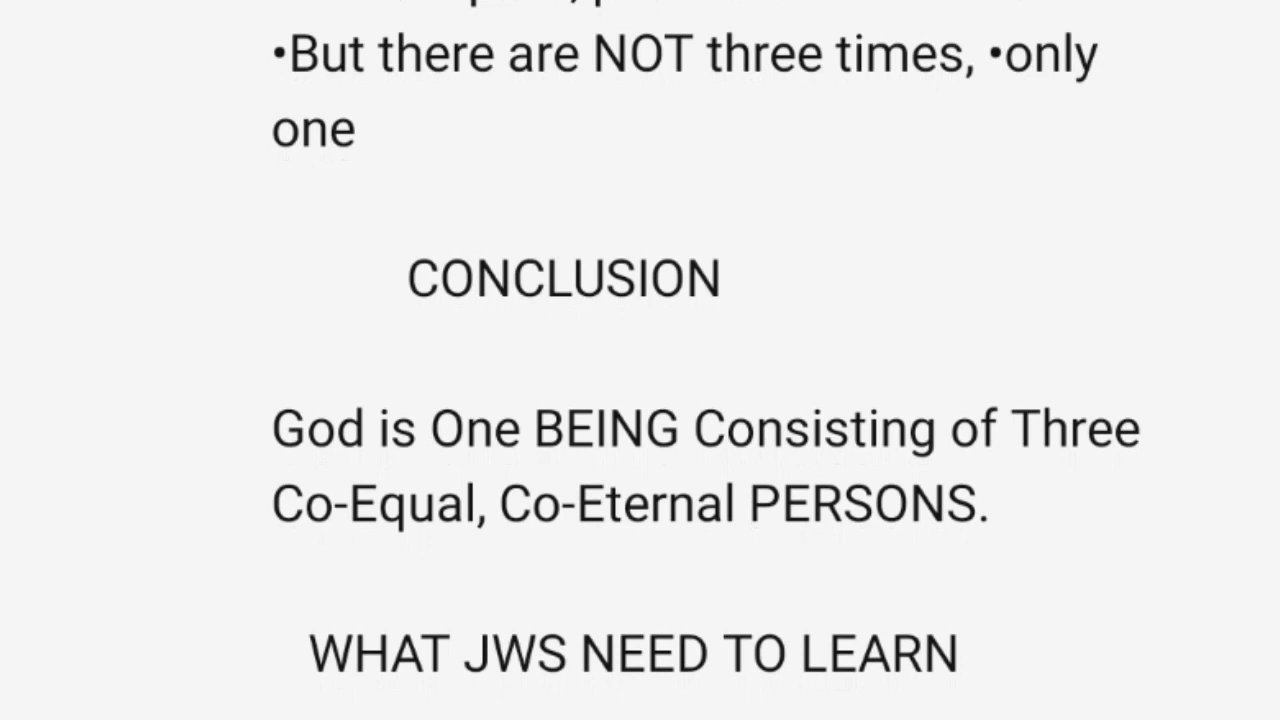 •But there are NOT three times, •only
one
CONCLUSION
God is One BEING Consisting of Three
Co-Equal, Co-Eternal PERSONS.
WHAT JWS NEED TO LEARN